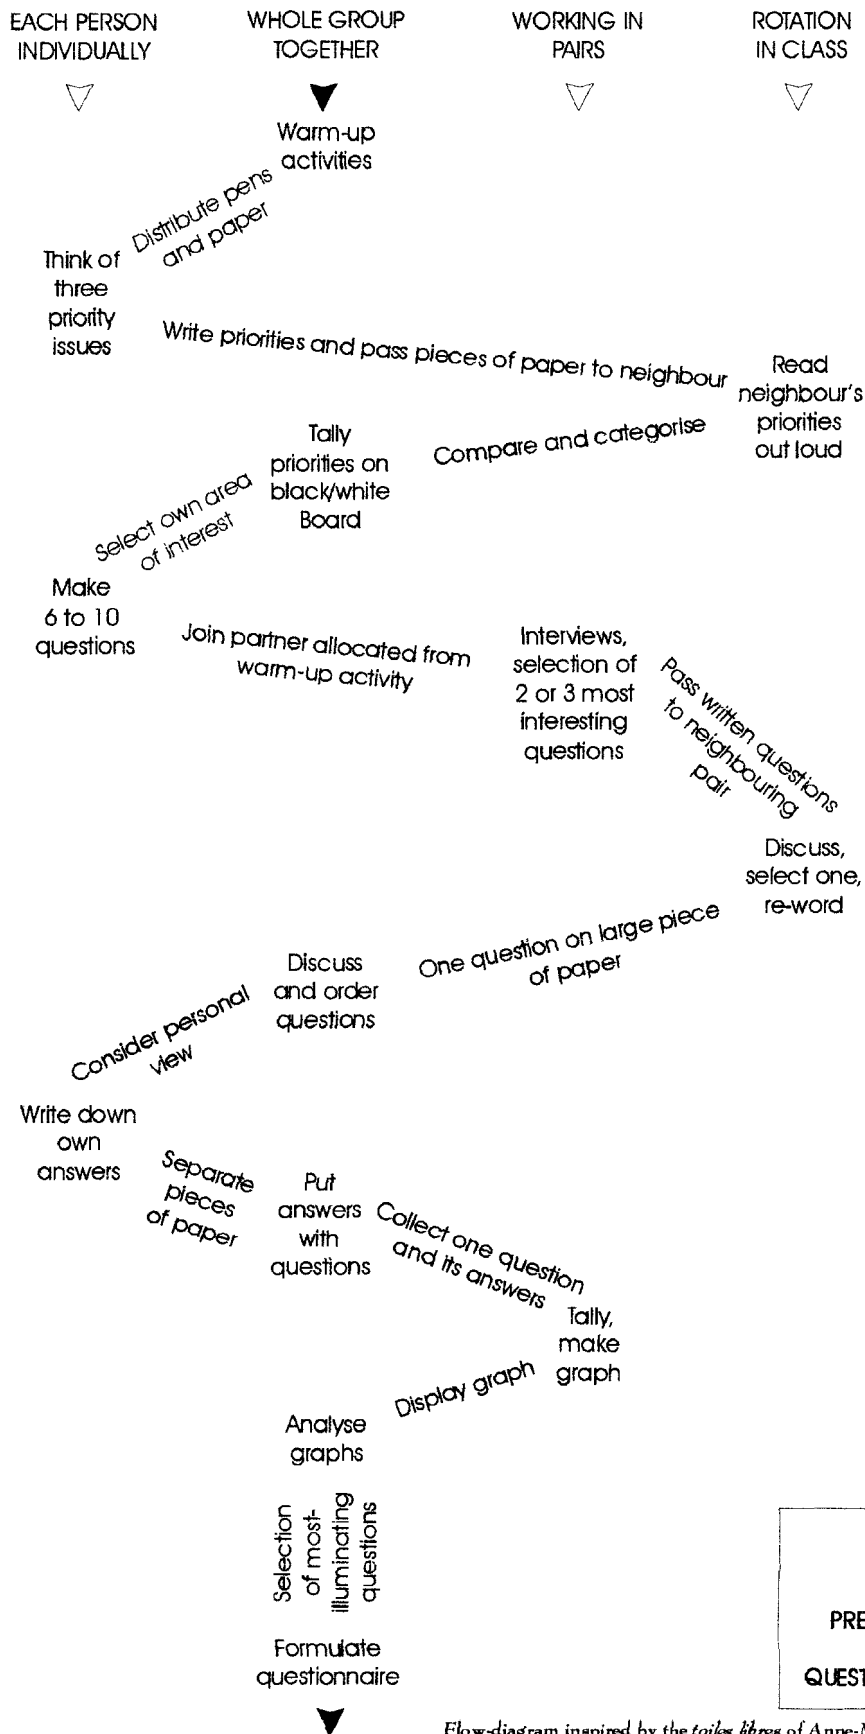 EACH PERSON
INDIVIDUALLY
WHOLE GROUP
TOGETHER
WORKING IN
PAIRS
ROTATION
IN CLASS
Warm-up
activities
Distribute pens
and paper
Think of
three
priority
issues
Write priorities and pass pieces of paper to neighbour
Read
neighbour's
priorities
out loud
Compare and categorise
Tally
priorities on
black/white
Board
Select own area
of interest
Make
6 to 10
questions
Join partner allocated from
warm-up activity
Interviews,
selection of
2 or 3 most
interesting
questions
Pass written questions
to neighbouring
pair
Discuss,
select one,
re-word
One question on large piece
of paper
Discuss
and order
questions
Consider personal
view
Write down
own
answers
Separate
pieces
of paper
Put
answers
with
questions
Collect one question
and its answers
Tally,
make
graph
Display graph
Analyse
graphs
Selection
of most-
illuminating
questions
Formulate
questionnaire
PRE
QUEST
Flow-diagram inspired by the toiles libres of Anne-